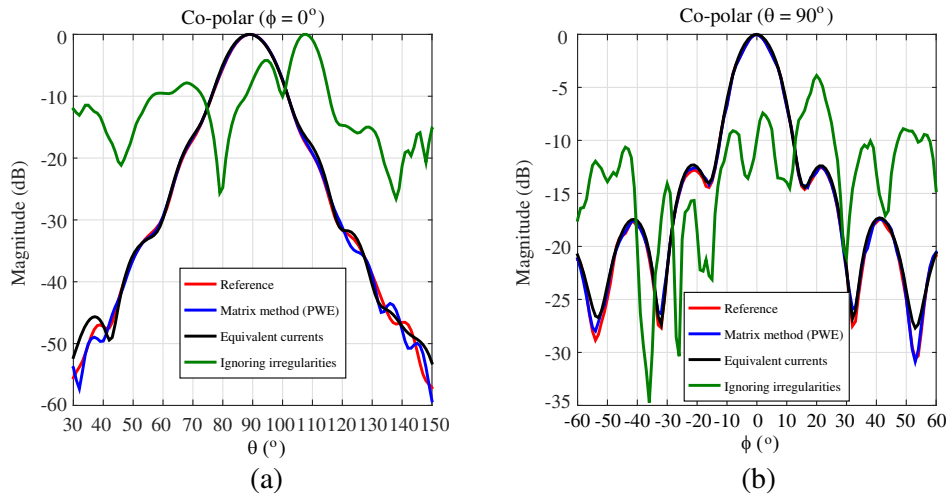 Co-polar (ϕ = 0°)
0
-10
-20
-30
-40
-50
-60
Magnitude (dB)
Reference
Matrix method (PWE)
Equivalent currents
Ignoring irregularities
30 40 50 60 70 80 90 100 110 120 130 140 150
θ (°)
(a)
Co-polar (θ = 90°)
0
-5
-10
-15
-20
-25
-30
-35
Magnitude (dB)
Reference
Matrix method (PWE)
Equivalent currents
Ignoring irregularities
-60 -50 -40 -30 -20 -10 0 10 20 30 40 50 60
ϕ (°)
(b)